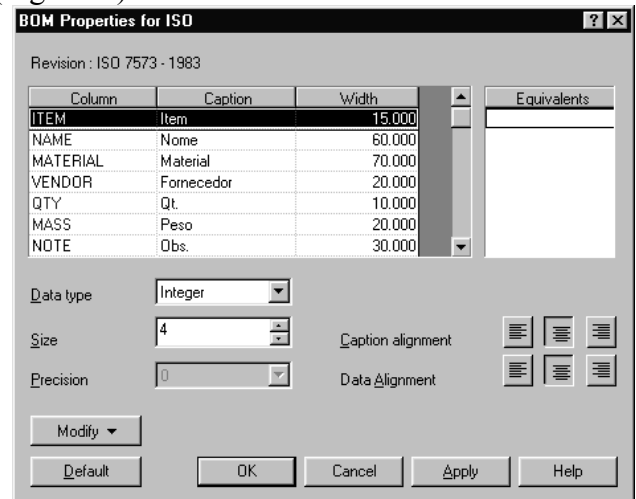 BOM Properties for ISO
Revision : ISO 7573 - 1983
Column Caption Width Equivalents
ITEM Item 15.000
NAME Nome 60.000
MATERIAL Material 70.000
VENDOR Fornecedor 20.000
QTY Qt. 10.000
MASS Peso 20.000
NOTE Obs. 30.000
Data type Integer
Size 4 Caption alignment
Precision 0 Data Alignment
Modify
Default OK Cancel Apply Help